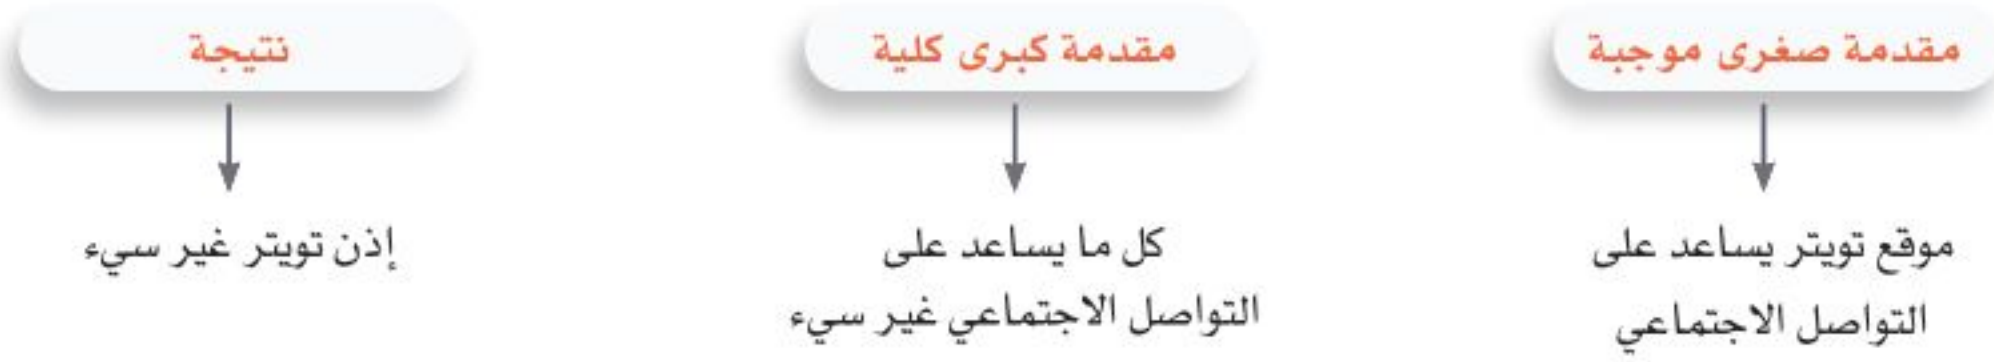 مقدمة صغرى موجبة
موقع تويتر يساعد على
التواصل الاجتماعي
مقدمة كبرى كلية
كل ما يساعد على
التواصل الاجتماعي غير سيء
نتيجة
إذن تويتر غير سيء